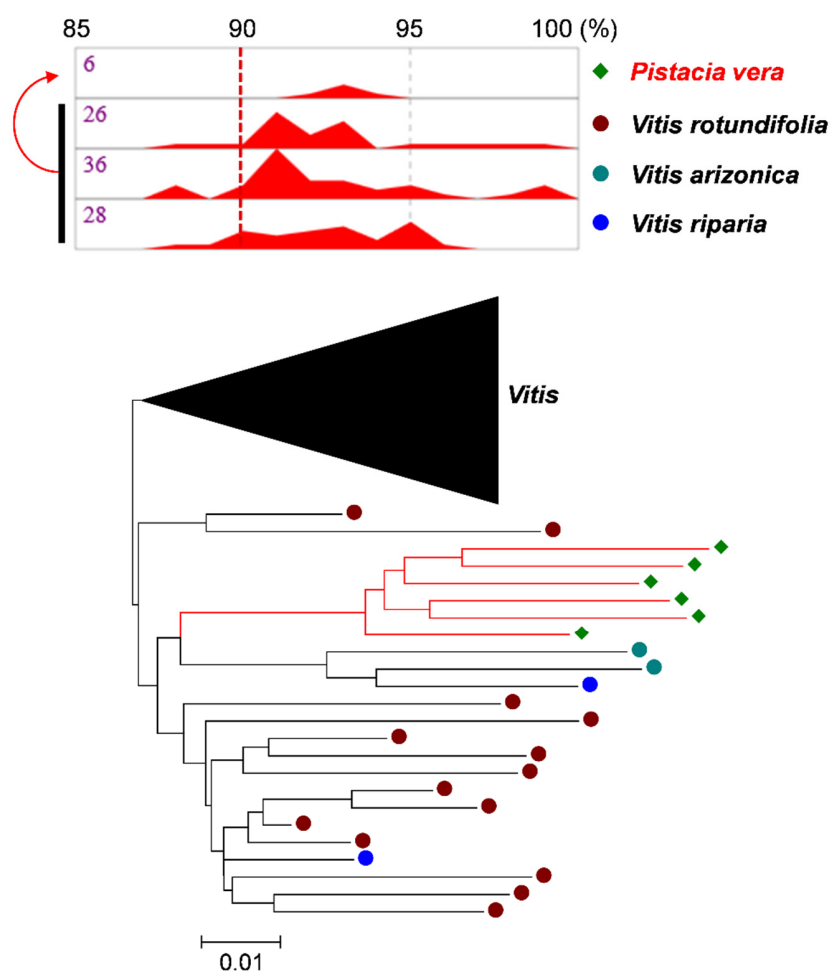 85 90 95 100 (%)
6 Pistacia vera
26 Vitis rotundifolia
36 Vitis arizonica
28 Vitis riparia
Vitis
0.01